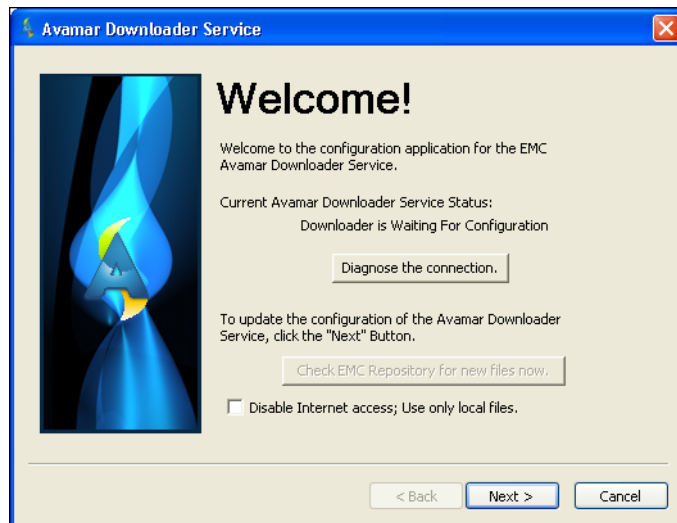 Avamar Downloader Service
Welcome!
Welcome to the configuration application for the EMC
Avamar Downloader Service.
Current Avamar Downloader Service Status:
Downloader is Waiting For Configuration
Diagnose the connection.
To update the configuration of the Avamar Downloader
Service, click the "Next" Button.
Check EMC Repository for new files now.
Disable Internet access; Use only local files.
< Back
Next >
Cancel